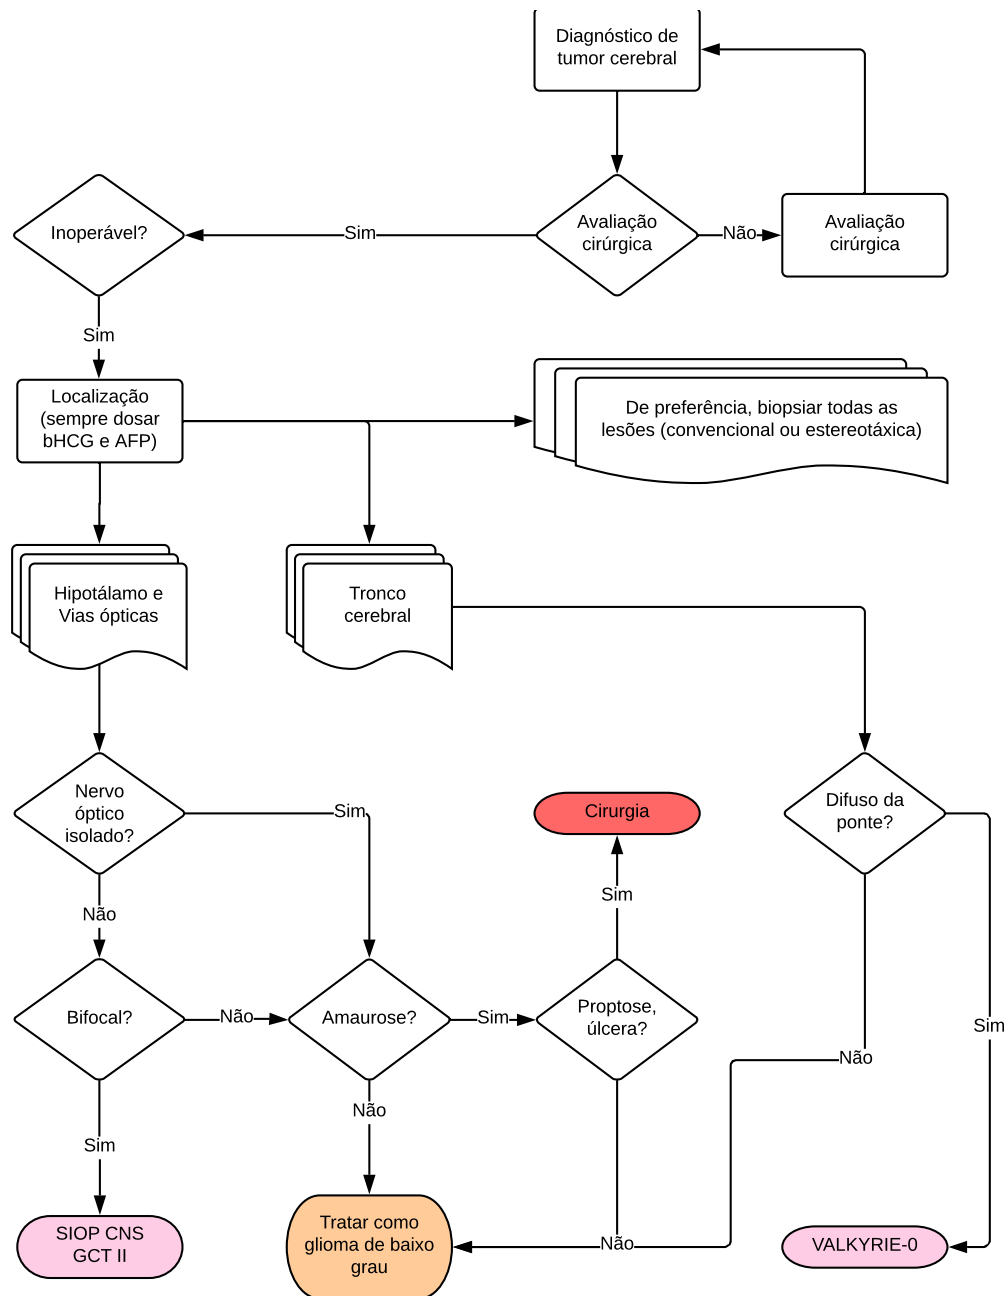 Diagnóstico de
tumor cerebral
Avaliação
cirúrgica
Não
Avaliação
cirúrgica
Sim
Inoperável?
Sim
Localização
(sempre dosar
bHCG e AFP)
De preferência, biopsiar todas as
lesões (convencional ou estereotáxica)
Hipotálamo e
Vias ópticas
Tronco
cerebral
Nervo
óptico
isolado?
Sim
Cirurgia
Difuso da
ponte?
Não
Sim
Bifocal?
Não
Amaurose?
Sim
Proptose,
úlcera?
Sim
Não
Não
Sim
Tratar como
glioma de baixo
grau
Não
SIOP CNS
GCT II
VALKYRIE-0